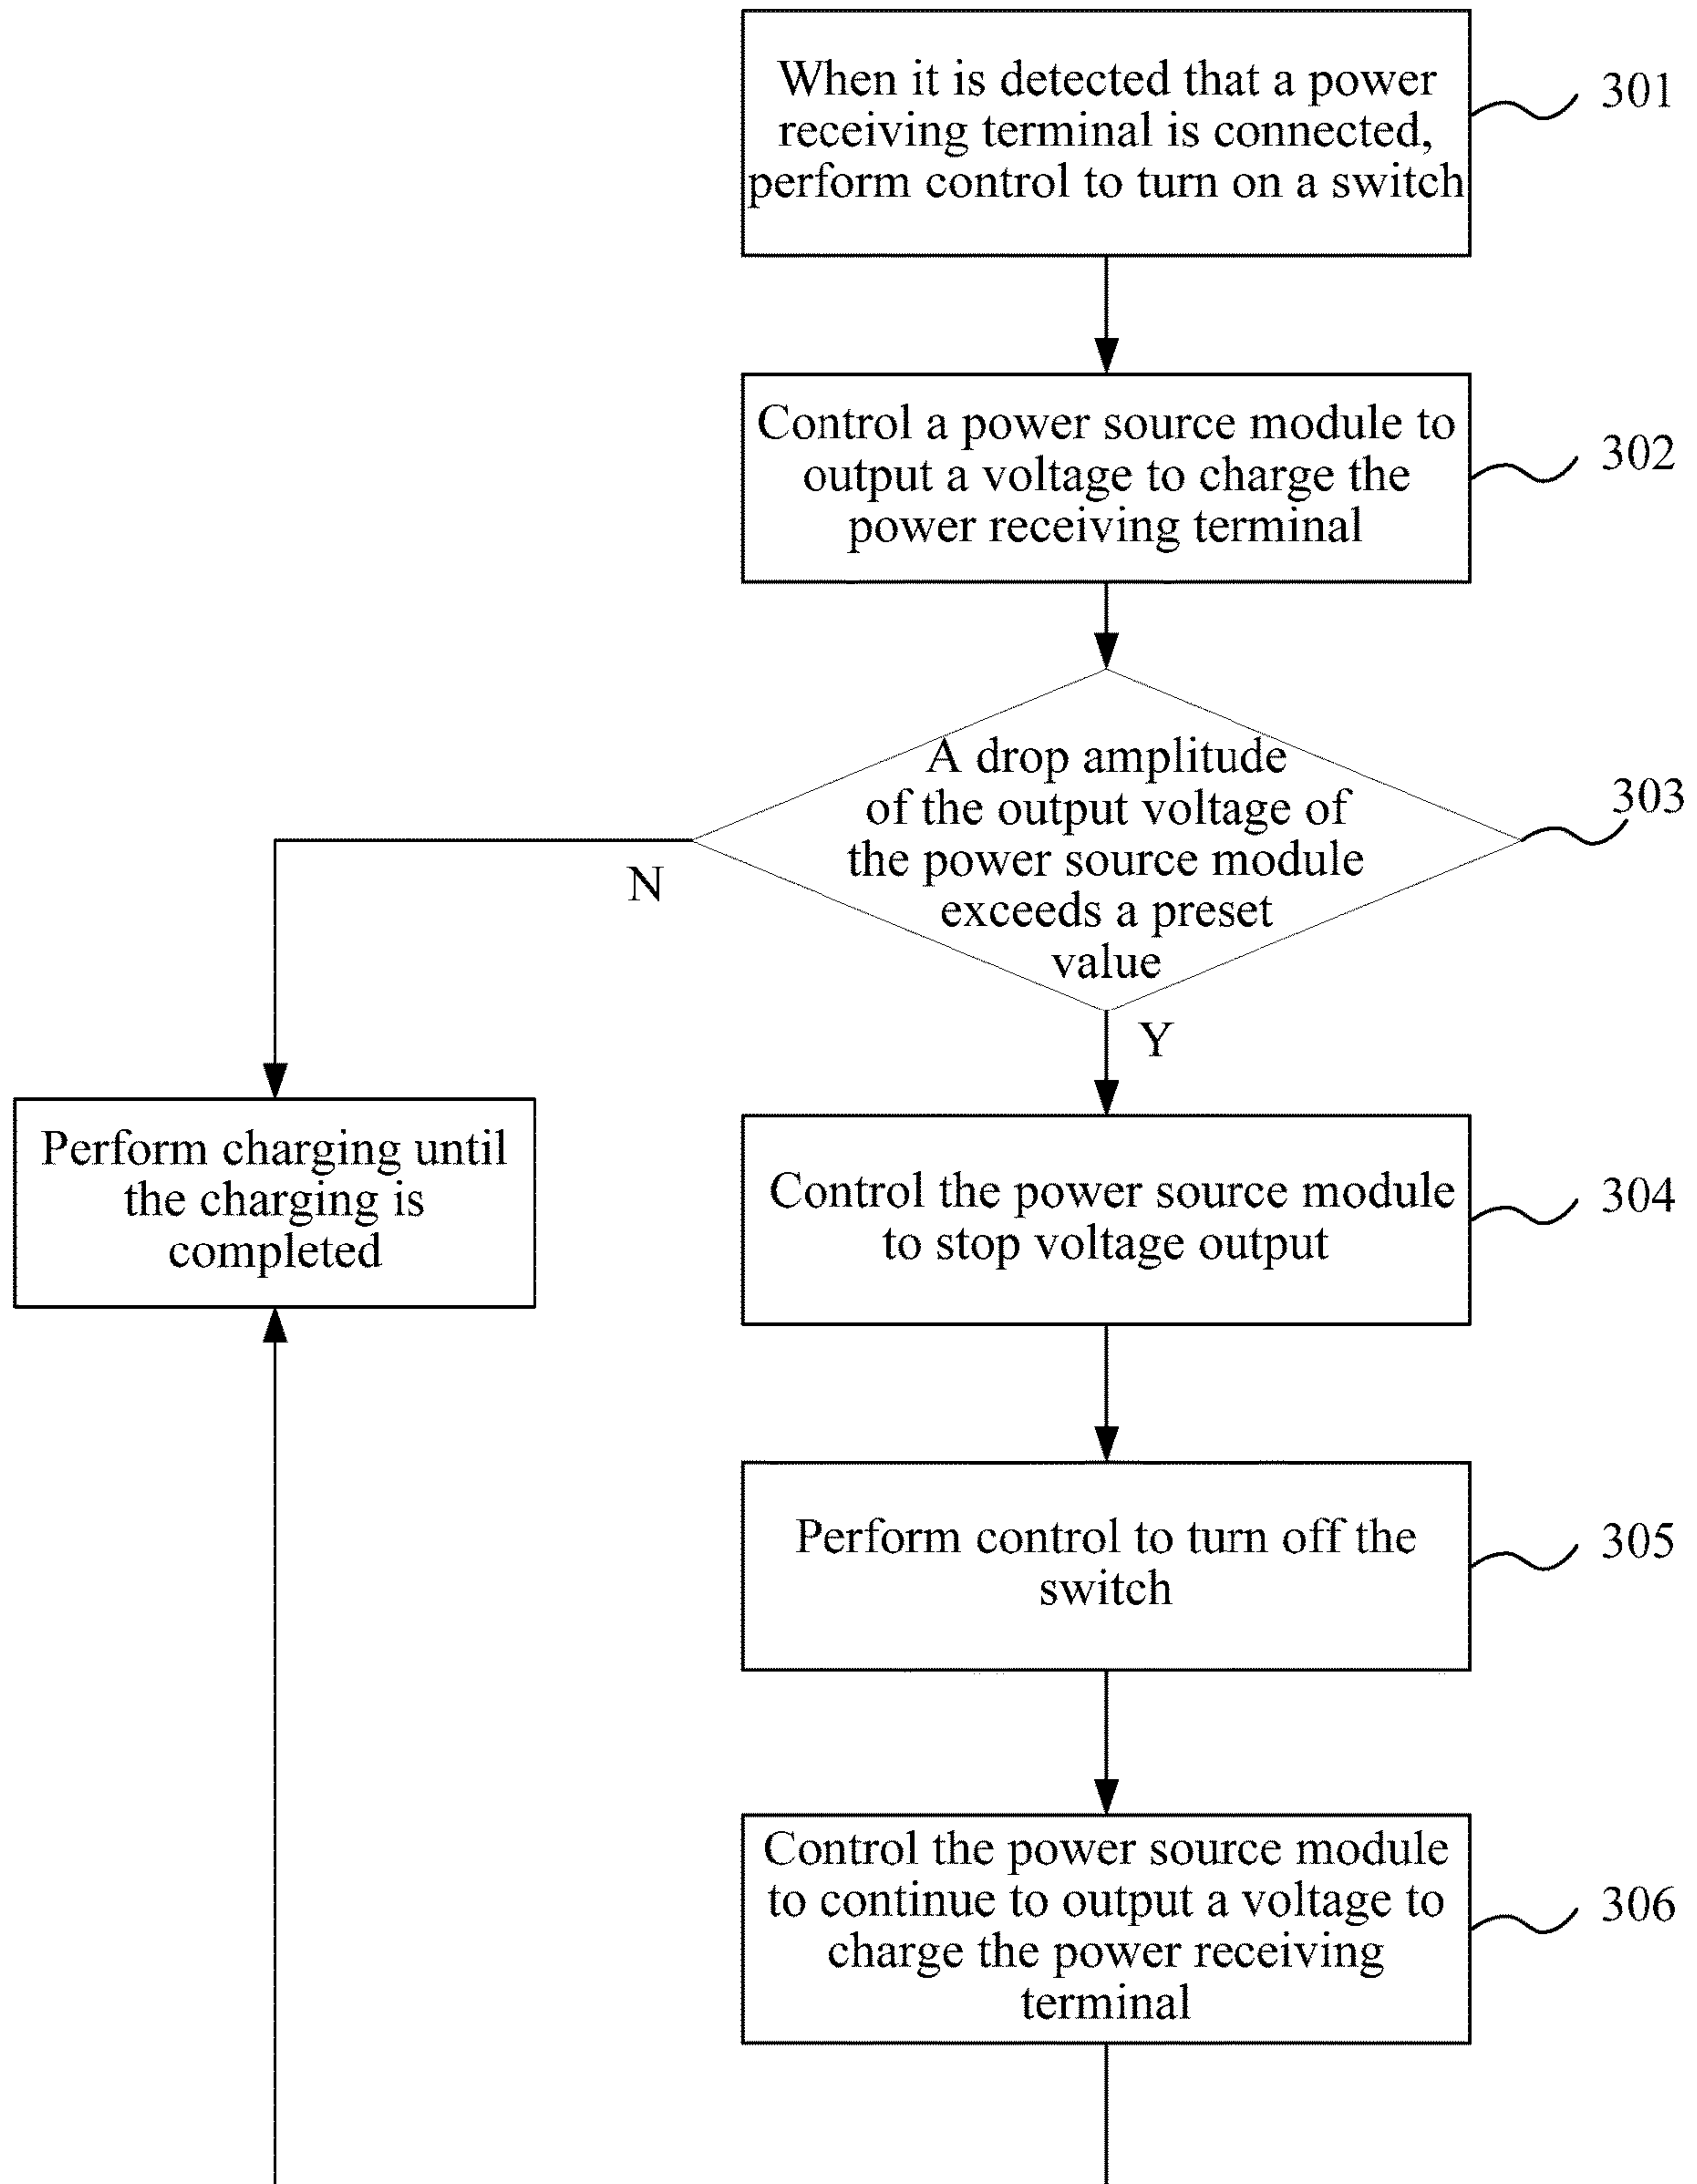 When it is detected that a power
receiving terminal is connected,
perform control to turn on a switch
301
Control a power source module to
output a voltage to charge the
power receiving terminal
302
A drop amplitude
of the output voltage of
the power source module
exceeds a preset
value
303
N
Y
Perform charging until
the charging is
completed
Control the power source module
to stop voltage output
304
Perform control to turn off the
switch
305
Control the power source module
to continue to output a voltage to
charge the power receiving
terminal
306